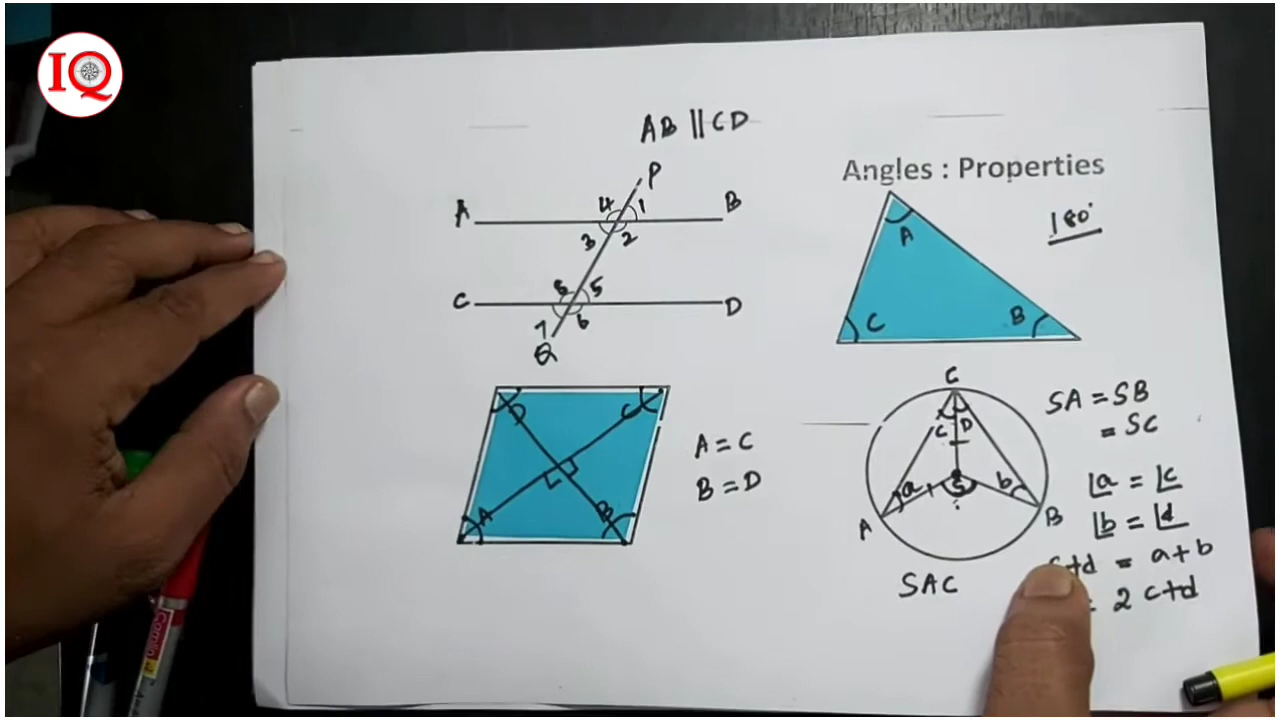 IQ
AB || CD
Angles : Properties
P
A
4
1
B
3
2
C
8
5
D
7
6
Q
180°
A
C
B
D
C
A
B
A = C
B = D
C
C
D
a
S
b
A
B
SAC
SA = SB
= SC
∠a = ∠c
∠b = ∠d
c+d = a+b
2 c+d
Camlin